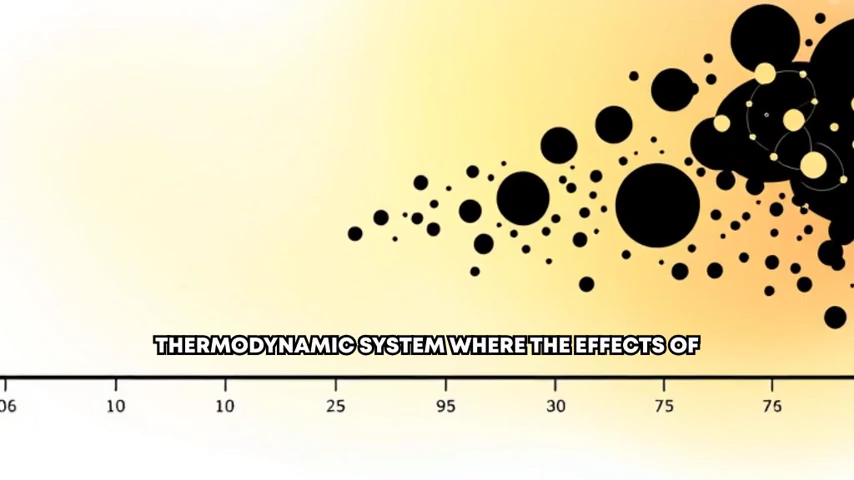 THERMODYNAMIC SYSTEM WHERE THE EFFECTS OF
06 10 10 25 95 30 75 76